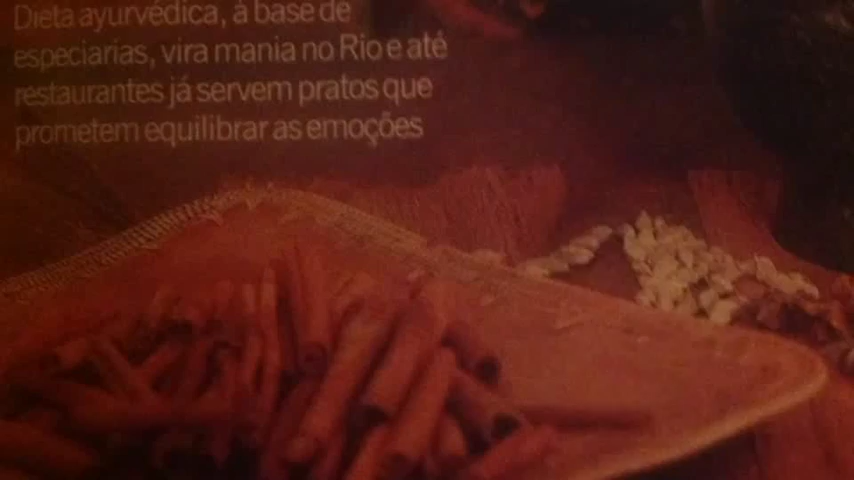 Dieta ayurvédica, à base de
especiarias, vira mania no Rio e até
restaurantes já servem pratos que
prometem equilibrar as emoções